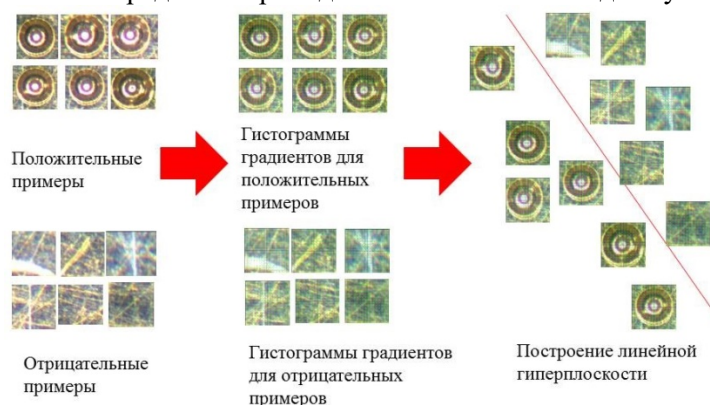 Положительные
примеры
Гистограммы
градиентов для
положительных
примеров
Отрицательные
примеры
Гистограммы градиентов
для отрицательных
примеров
Построение линейной
гиперплоскости